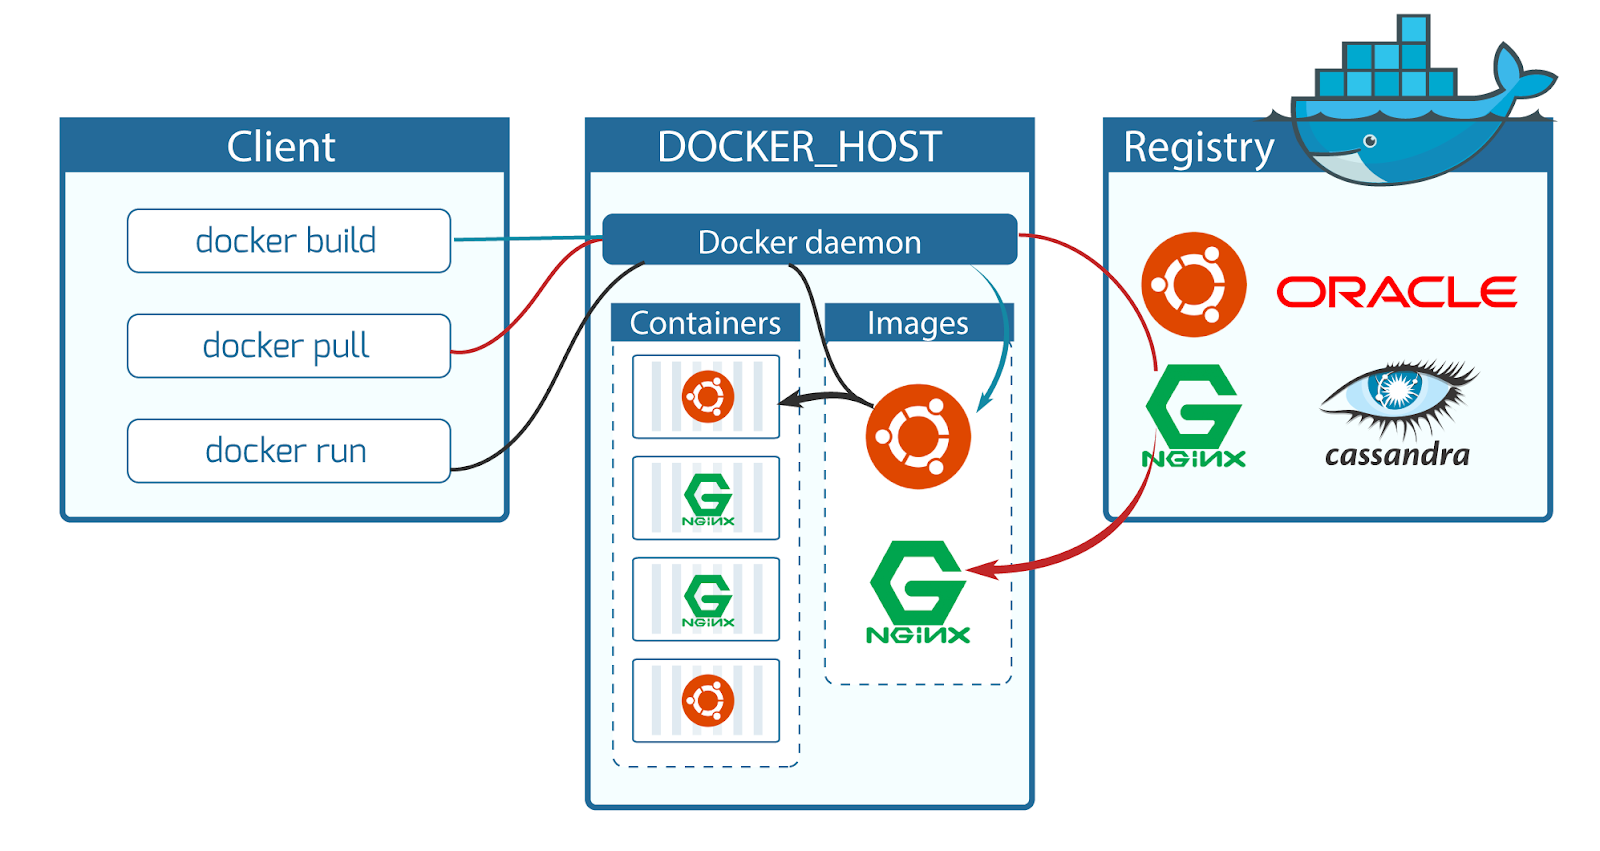 Client
docker build
docker pull
docker run
DOCKER_HOST
Docker daemon
Containers
NGINX
NGINX
Images
NGINX
Registry
ORACLE
NGINX
cassandra